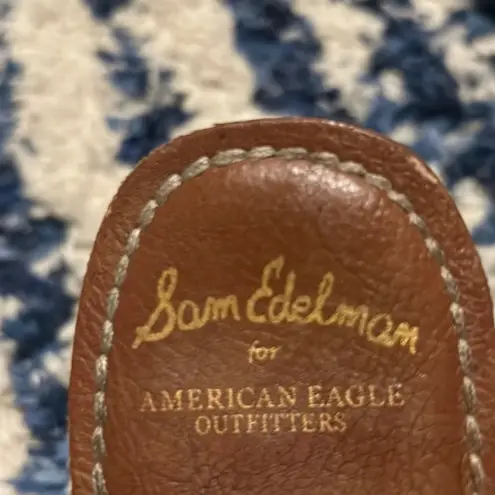 Sam Edelman
for
AMERICAN EAGLE
OUTFITTERS